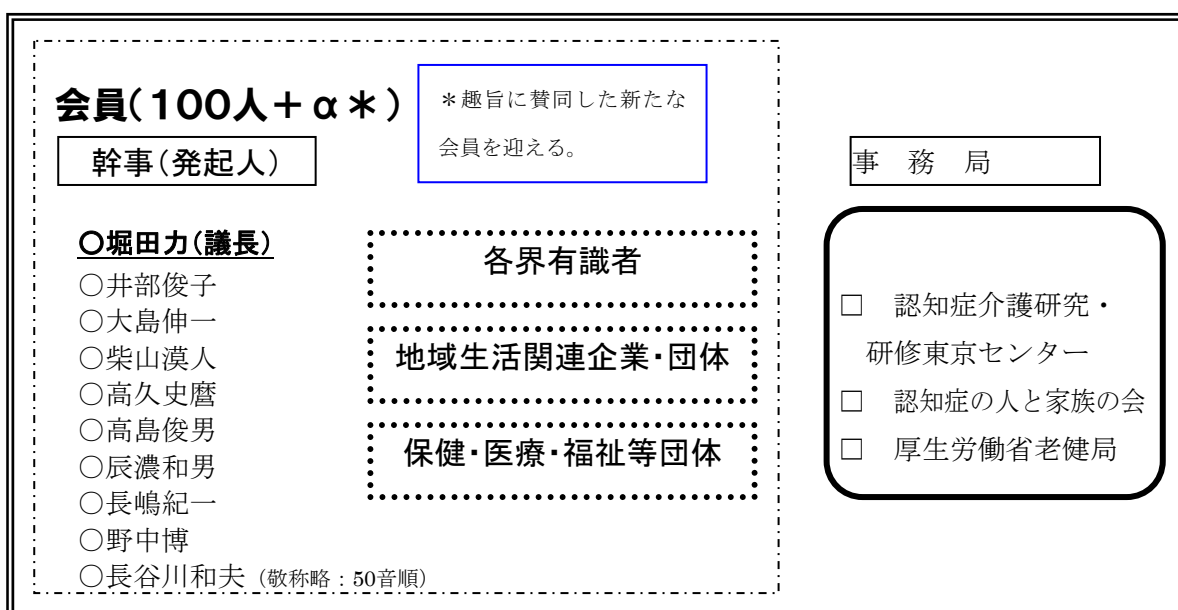 会員(100人+α*)
*趣旨に賛同した新たな
会員を迎える。
幹事(発起人)
○堀田力(議長)
○井部俊子
○大島伸一
○柴山漠人
○高久史麿
○高島俊男
○辰濃和男
○長嶋紀一
○野中博
○長谷川和夫(敬称略:50音順)
各界有識者
地域生活関連企業・団体
保健・医療・福祉等団体
事 務 局
□ 認知症介護研究・
研修東京センター
□ 認知症の人と家族の会
□ 厚生労働省老健局